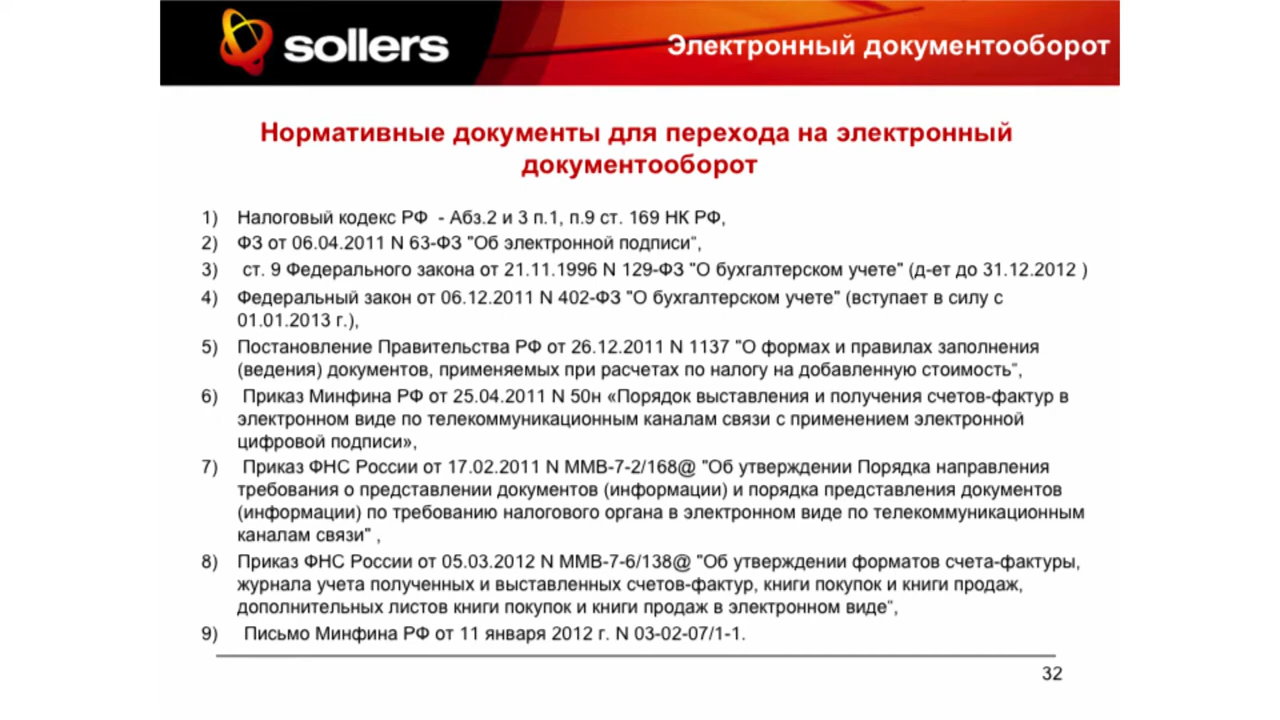 sollers
Электронный документооборот
Нормативные документы для перехода на электронный
документооборот
1) Налоговый кодекс РФ - Абз.2 и 3 п.1, п.9 ст. 169 НК РФ,
2) ФЗ от 06.04.2011 N 63-ФЗ "Об электронной подписи",
3) ст. 9 Федерального закона от 21.11.1996 N 129-ФЗ "О бухгалтерском учете" (д-ет до 31.12.2012 )
4) Федеральный закон от 06.12.2011 N 402-ФЗ "О бухгалтерском учете" (вступает в силу с
01.01.2013 г.),
5) Постановление Правительства РФ от 26.12.2011 N 1137 "О формах и правилах заполнения
(ведения) документов, применяемых при расчетах по налогу на добавленную стоимость",
6) Приказ Минфина РФ от 25.04.2011 N 50н «Порядок выставления и получения счетов-фактур в
электронном виде по телекоммуникационным каналам связи с применением электронной
цифровой подписи»,
7) Приказ ФНС России от 17.02.2011 N ММВ-7-2/168@ "Об утверждении Порядка направления
требования о представлении документов (информации) и порядка представления документов
(информации) по требованию налогового органа в электронном виде по телекоммуникационным
каналам связи" ,
8) Приказ ФНС России от 05.03.2012 N ММВ-7-6/138@ "Об утверждении форматов счета-фактуры,
журнала учета полученных и выставленных счетов-фактур, книги покупок и книги продаж,
дополнительных листов книги покупок и книги продаж в электронном виде",
9) Письмо Минфина РФ от 11 января 2012 г. N 03-02-07/1-1.
32